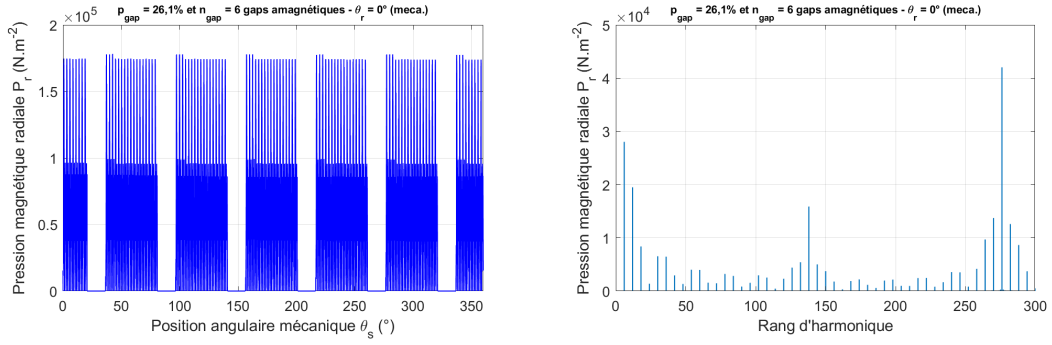 p_gap = 26,1% et n_gap = 6 gaps amagnétiques - θ_r = 0° (meca.)
×10^5
Pression magnétique radiale P_r (N.m^-2)
2
1.5
1
0.5
0
0 50 100 150 200 250 300 350
Position angulaire mécanique θ_s (°)
p_gap = 26,1% et n_gap = 6 gaps amagnétiques - θ_r = 0° (meca.)
×10^4
Pression magnétique radiale P_r (N.m^-2)
5
4
3
2
1
0
0 50 100 150 200 250 300
Rang d'harmonique